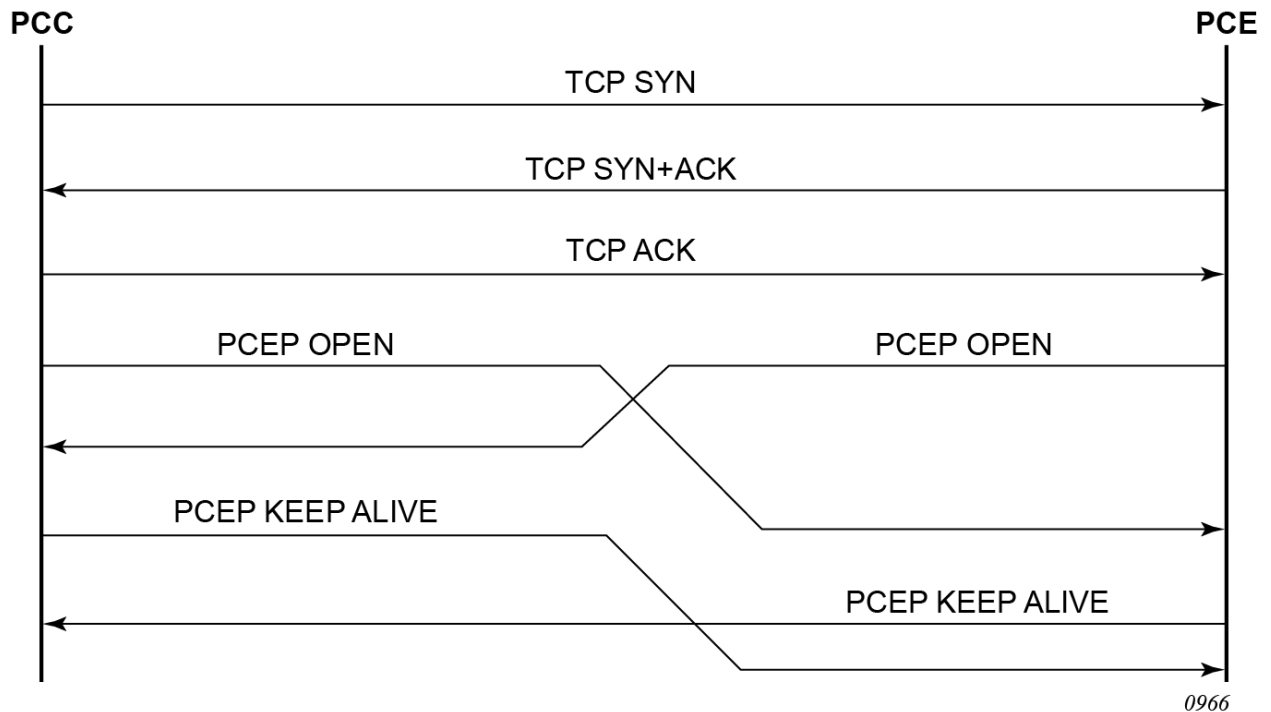 PCC
PCE
TCP SYN
TCP SYN+ACK
TCP ACK
PCEP OPEN
PCEP OPEN
PCEP KEEP ALIVE
PCEP KEEP ALIVE
0966